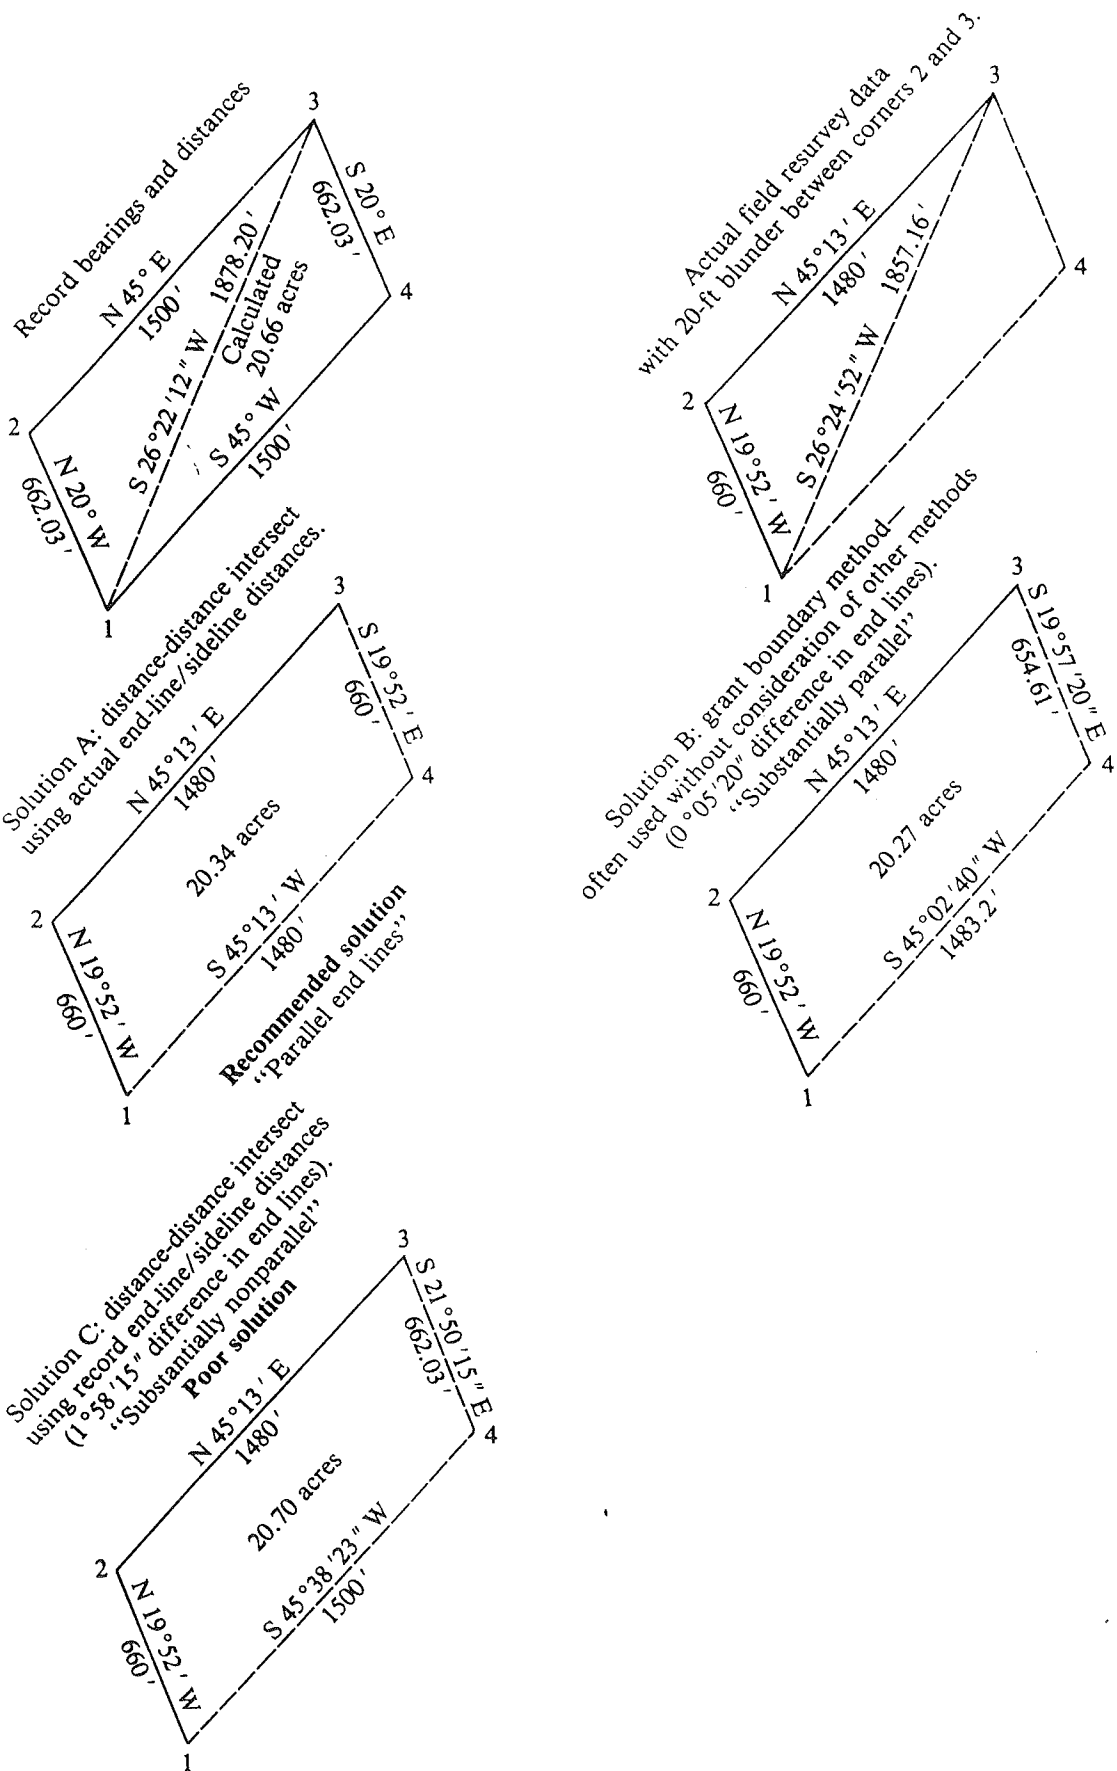 Record bearings and distances
1
2
3
4
N 20° W
662.03 '
N 45° E
1500 '
S 26°22 '12" W 1878.20'
Calculated
20.66 acres
S 20° E
662.03 '
S 45° W
1500 '
Actual field resurvey data
with 20-ft blunder between corners 2 and 3.
1
2
3
4
N 19°52 ' W
660 '
N 45°13 ' E
1480 '
S 26°24 '52" W 1857.16 '
Solution A: distance-distance intersect
using actual end-line/sideline distances.
1
2
3
4
N 19°52 ' W
660 '
N 45°13 ' E
1480 '
20.34 acres
S 19°52 ' E
660 '
S 45°13 ' W
1480 '
Recommended solution
“Parallel end lines”
Solution B: grant boundary method—
often used without consideration of other methods
(0°05'20" difference in end lines).
“Substantially parallel”
1
2
3
4
N 19°52 ' W
660 '
N 45°13 ' E
1480 '
20.27 acres
S 19°57 '20" E
654.61 '
S 45°02 '40" W
1483.2 '
Solution C: distance-distance intersect
using record end-line/sideline distances
(1°58 '15" difference in end lines).
“Substantially nonparallel”
Poor solution
1
2
3
4
N 19°52 ' W
660 '
N 45°13 ' E
1480 '
20.70 acres
S 21°50 '15" E
662.03 '
S 45°38 '23" W
1500 '